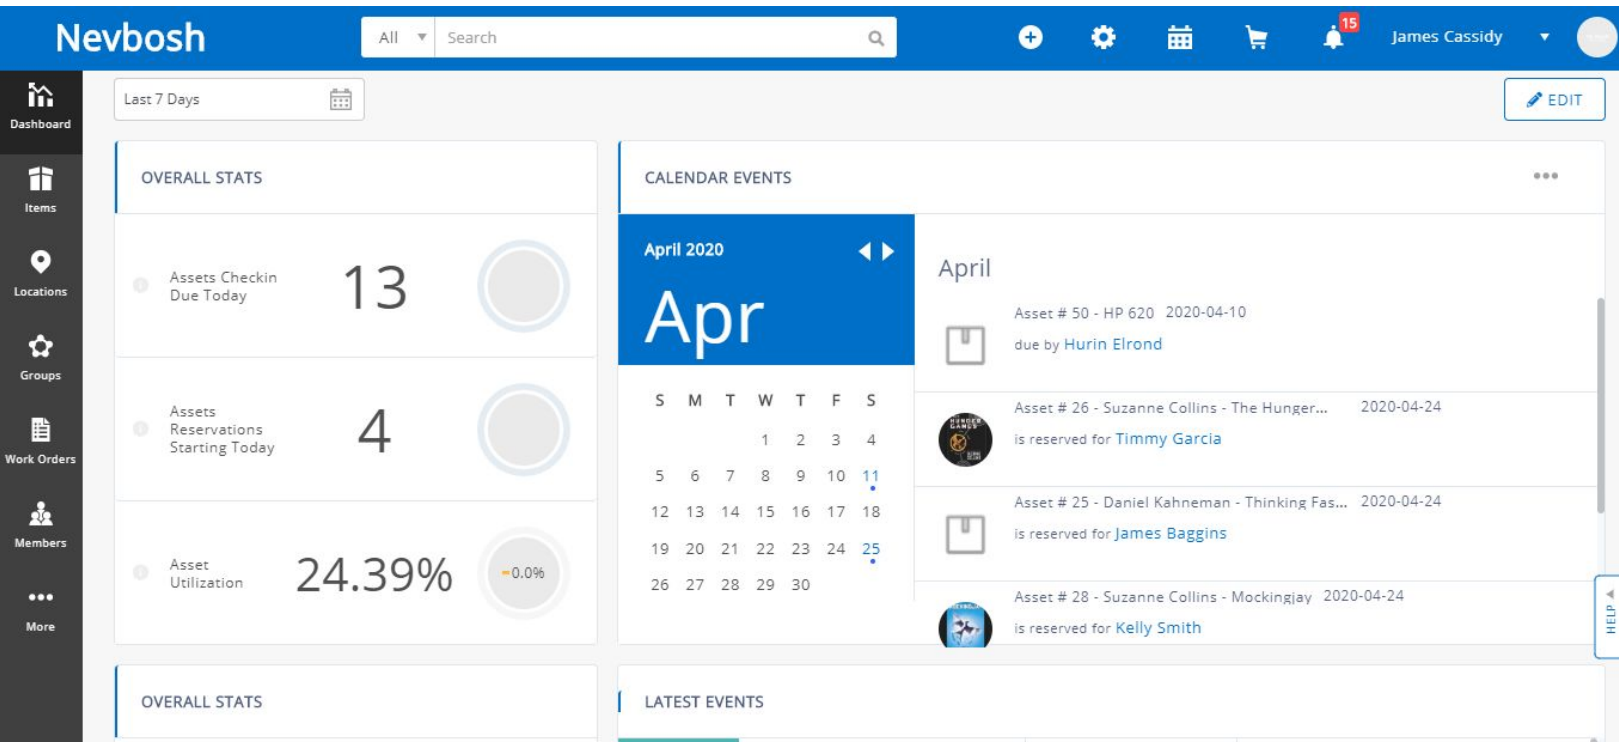 Nevbosh
All
Search
15
James Cassidy
Dashboard
Items
Locations
Groups
Work Orders
Members
More
Last 7 Days
EDIT
OVERALL STATS
Assets Checkin
Due Today
13
Assets
Reservations
Starting Today
4
Asset
Utilization
24.39%
-0.0%
CALENDAR EVENTS
April 2020
Apr
S M T W T F S
1 2 3 4
5 6 7 8 9 10 11
12 13 14 15 16 17 18
19 20 21 22 23 24 25
26 27 28 29 30
April
Asset # 50 - HP 620 2020-04-10
due by Hurin Elrond
Asset # 26 - Suzanne Collins - The Hunger... 2020-04-24
is reserved for Timmy Garcia
Asset # 25 - Daniel Kahneman - Thinking Fas... 2020-04-24
is reserved for James Baggins
Asset # 28 - Suzanne Collins - Mockingjay 2020-04-24
is reserved for Kelly Smith
HELP
OVERALL STATS
LATEST EVENTS